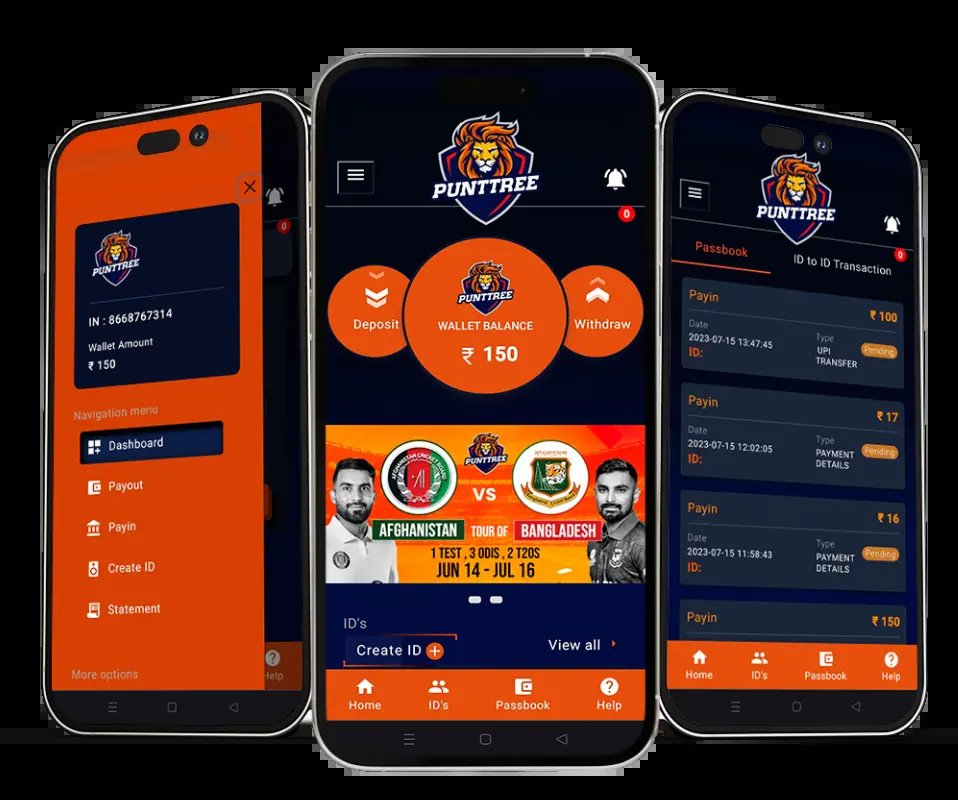 PUNTTREE
IN : 8668767314
Wallet Amount
₹ 150
Navigation menu
Dashboard
Payout
Payin
Create ID
Statement
More options
0
Help
PUNTTREE
0
Deposit
PUNTTREE
WALLET BALANCE
₹ 150
Withdraw
AFGHANISTAN CRICKET BOARD
PUNTTREE
বাংলাদেশ
VS
AFGHANISTAN TOUR OF BANGLADESH
1 TEST , 3 ODIS , 2 T20S
JUN 14 - JUL 16
ID's
Create ID
View all
Home
ID's
Passbook
Help
PUNTTREE
0
Passbook
ID to ID Transaction
Payin
₹ 100
Date
2023-07-15 13:47:45
ID:
Type
UPI
TRANSFER
Pending
Payin
₹ 17
Date
2023-07-15 12:02:05
ID:
Type
PAYMENT
DETAILS
Pending
Payin
₹ 16
Date
2023-07-15 11:58:43
ID:
Type
PAYMENT
DETAILS
Pending
Payin
₹ 150
Home
ID's
Passbook
Help